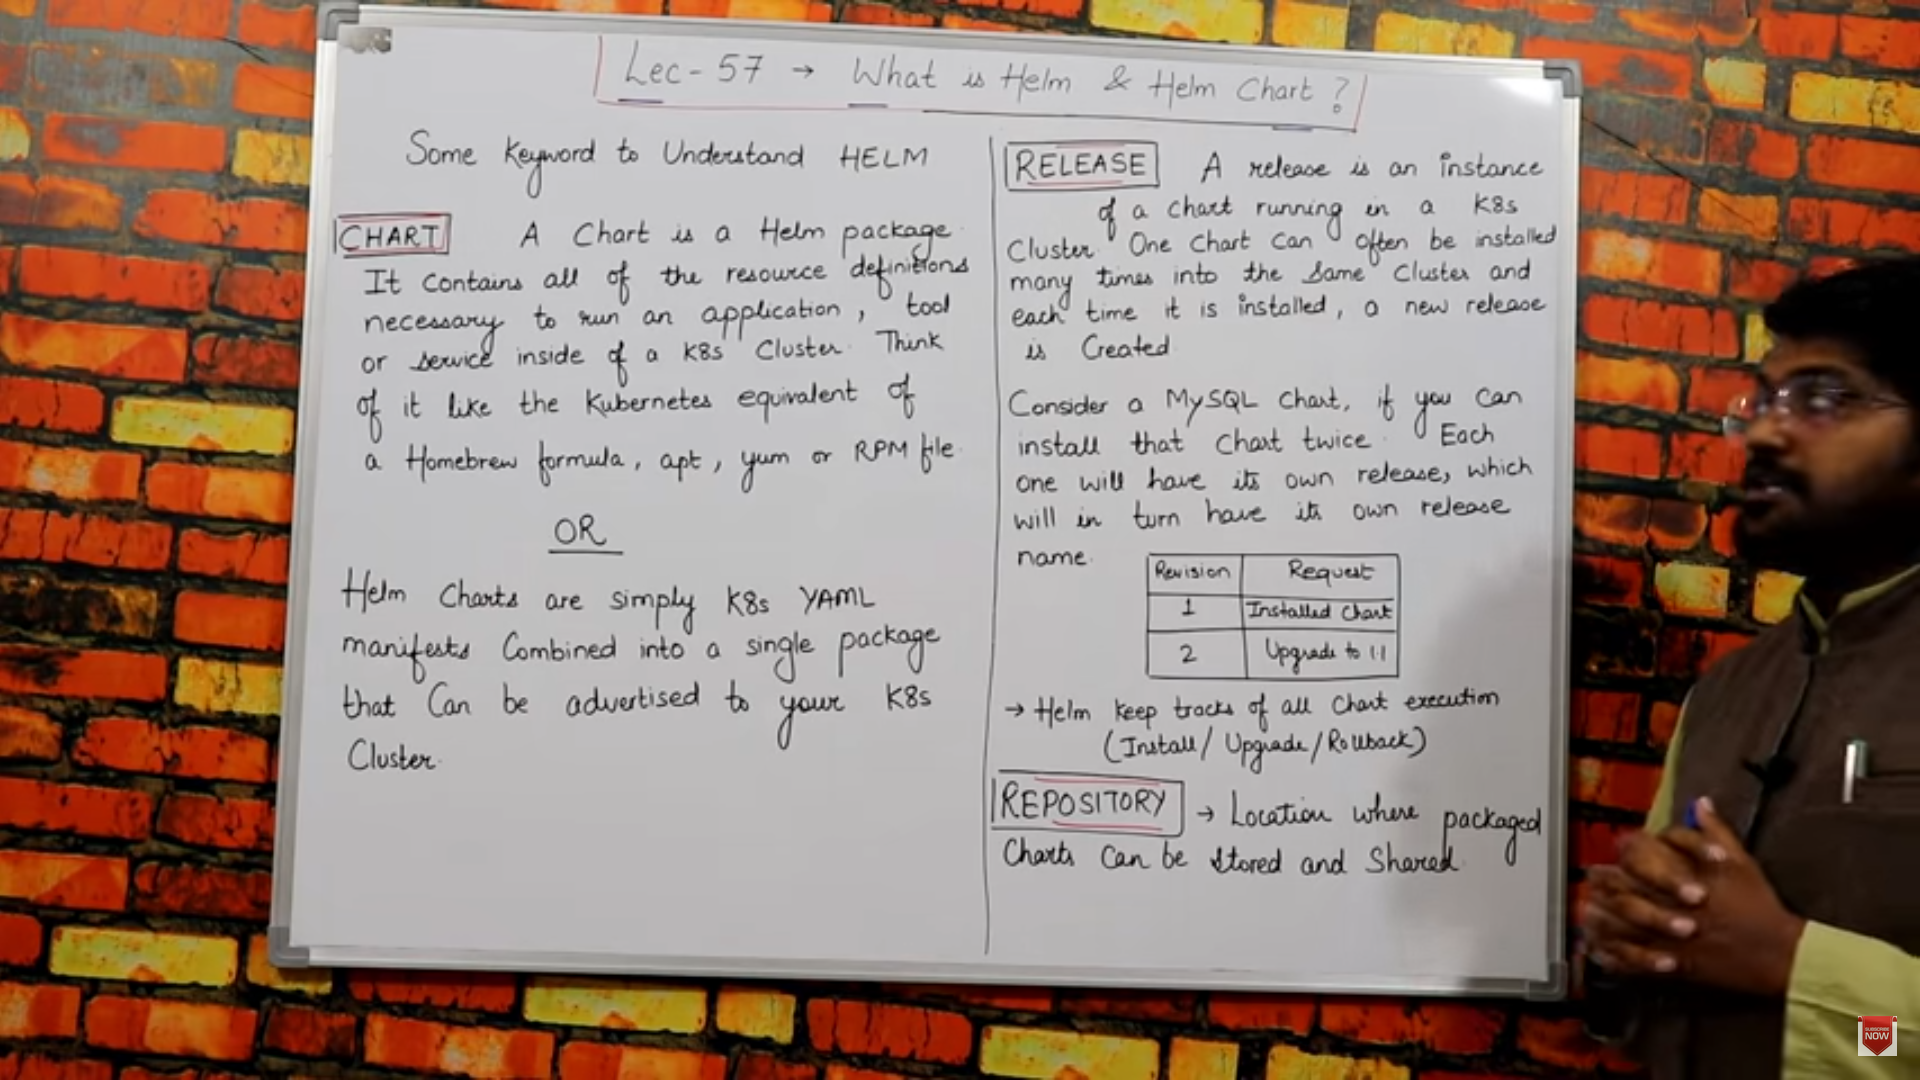 Lec-57 → What is Helm & Helm Chart ?
Some Keyword to Understand HELM
CHART A Chart is a Helm package.
It contains all of the resource definitions
necessary to run an application, tool
or service inside of a K8s Cluster. Think
of it like the Kubernetes equivalent of
a Homebrew formula, apt, yum or RPM file.
OR
Helm Charts are simply K8s YAML
manifests Combined into a single package
that Can be advertised to your K8s
Cluster.
RELEASE A release is an instance
of a chart running in a K8s
Cluster. One chart can often be installed
many times into the same Cluster and
each time it is installed, a new release
is Created.
Consider a MySQL chart, if you can
install that chart twice. Each
one will have its own release, which
will in turn have its own release
name.
Revision Request
1 Installed Chart
2 Upgrade to 1.1
→ Helm keep tracks of all chart execution
(Install/ Upgrade/Rollback)
REPOSITORY → Location where packaged
Charts Can be Stored and Shared.
SUBSCRIBE
NOW